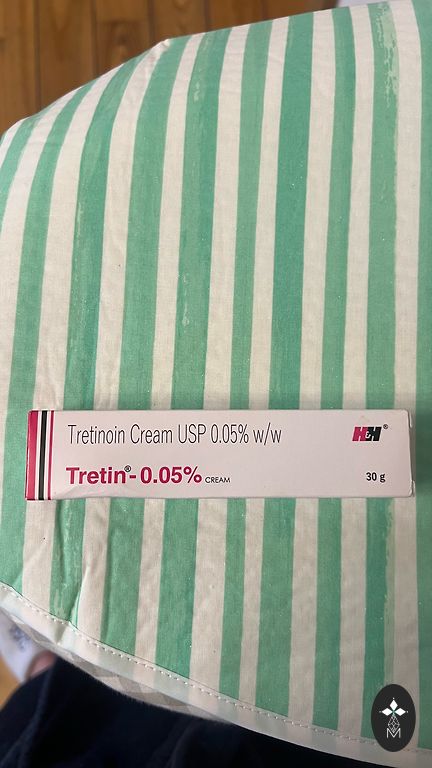 Tretinoin Cream USP 0.05% w/w
H&H®
Tretin®-0.05% CREAM
30 g
M